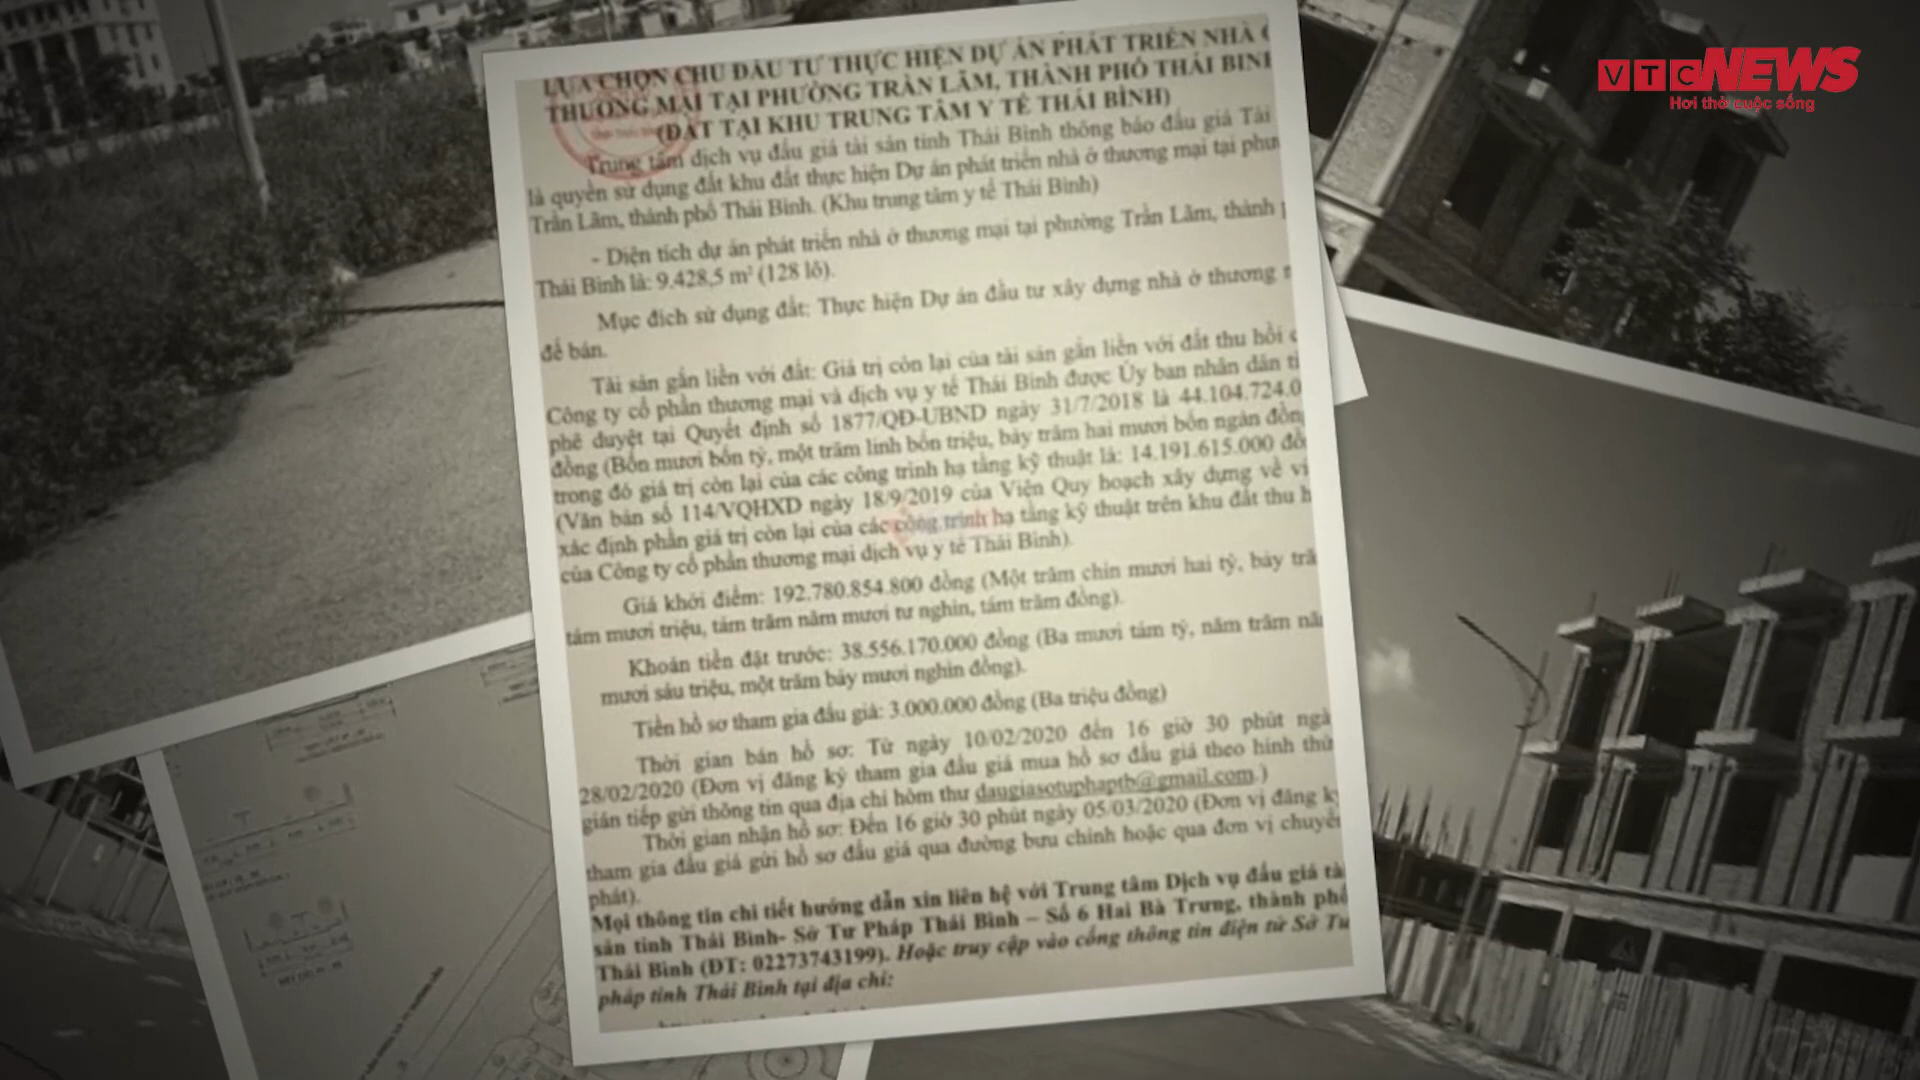 VTC NEWS
Hơi thở cuộc sống
LỰA CHỌN CHỦ ĐẦU TƯ THỰC HIỆN DỰ ÁN PHÁT TRIỂN NHÀ
THƯƠNG MẠI TẠI PHƯỜNG TRẦN LÃM, THÀNH PHỐ THÁI BÌNH
(ĐẤT TẠI KHU TRUNG TÂM Y TẾ THÁI BÌNH)
Trung tâm dịch vụ đấu giá tài sản tỉnh Thái Bình thông báo đấu giá Tài
là quyền sử dụng đất khu đất thực hiện Dự án phát triển nhà ở thương mại tại phư
Trần Lãm, thành phố Thái Bình. (Khu trung tâm y tế Thái Bình)
- Diện tích dự án phát triển nhà ở thương mại tại phường Trần Lãm, thành
Thái Bình là: 9.428,5 m² (128 lô).
Mục đích sử dụng đất: Thực hiện Dự án đầu tư xây dựng nhà ở thương
để bán.
Tài sản gắn liền với đất: Giá trị còn lại của tài sản gắn liền với đất thu hồi c
Công ty cổ phần thương mại và dịch vụ y tế Thái Bình được Ủy ban nhân dân tỉ
phê duyệt tại Quyết định số 1877/QĐ-UBND ngày 31/7/2018 là 44.104.724.0
đồng (Bốn mươi bốn tỷ, một trăm linh bốn triệu, bảy trăm hai mươi bốn ngàn đồn
trong đó giá trị còn lại của các công trình hạ tầng kỹ thuật là: 14.191.615.000 đồ
(Văn bản số 114/VQHXD ngày 18/9/2019 của Viện Quy hoạch xây dựng về vi
xác định phần giá trị còn lại của các công trình hạ tầng kỹ thuật trên khu đất thu h
của Công ty cổ phần thương mại dịch vụ y tế Thái Bình).
Giá khởi điểm: 192.780.854.800 đồng (Một trăm chín mươi hai tỷ, bảy tră
tám mươi triệu, tám trăm năm mươi tư nghìn, tám trăm đồng).
Khoản tiền đặt trước: 38.556.170.000 đồng (Ba mươi tám tỷ, năm trăm nă
mươi sáu triệu, một trăm bảy mươi nghìn đồng).
Tiền hồ sơ tham gia đấu giá: 3.000.000 đồng (Ba triệu đồng)
Thời gian bán hồ sơ: Từ ngày 10/02/2020 đến 16 giờ 30 phút ngà
28/02/2020 (Đơn vị đăng ký tham gia đấu giá mua hồ sơ đấu giá theo hình thứ
gián tiếp gửi thông tin qua địa chỉ hòm thư daugiasotuphaptb@gmail.com.)
Thời gian nhận hồ sơ: Đến 16 giờ 30 phút ngày 05/03/2020 (Đơn vị đăng ký
tham gia đấu giá gửi hồ sơ đấu giá qua đường bưu chính hoặc qua đơn vị chuyể
phát).
Mọi thông tin chi tiết hướng dẫn xin liên hệ với Trung tâm Dịch vụ đấu giá tà
sản tỉnh Thái Bình- Sở Tư Pháp Thái Bình – Số 6 Hai Bà Trưng, thành phố
Thái Bình (ĐT: 02273743199). Hoặc truy cập vào cổng thông tin điện tử Sở Tư
pháp tỉnh Thái Bình tại địa chỉ: